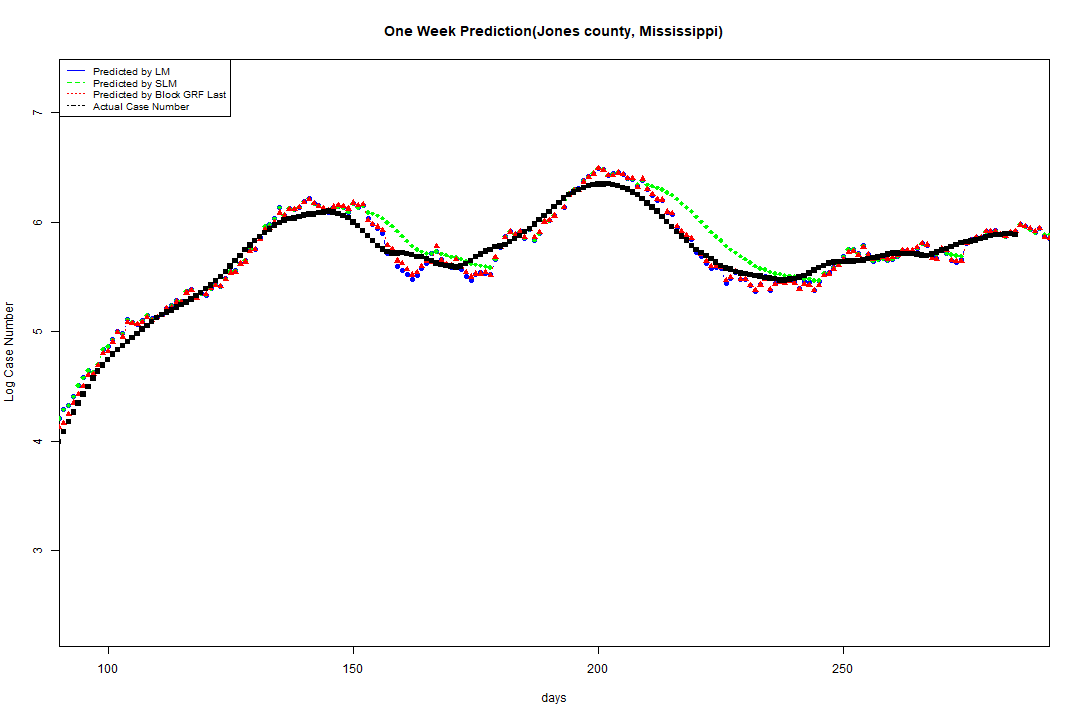 One Week Prediction(Jones county, Mississippi)
Predicted by LM
Predicted by SLM
Predicted by Block GRF Last
Actual Case Number
7
6
5
4
3
Log Case Number
100 150 200 250
days